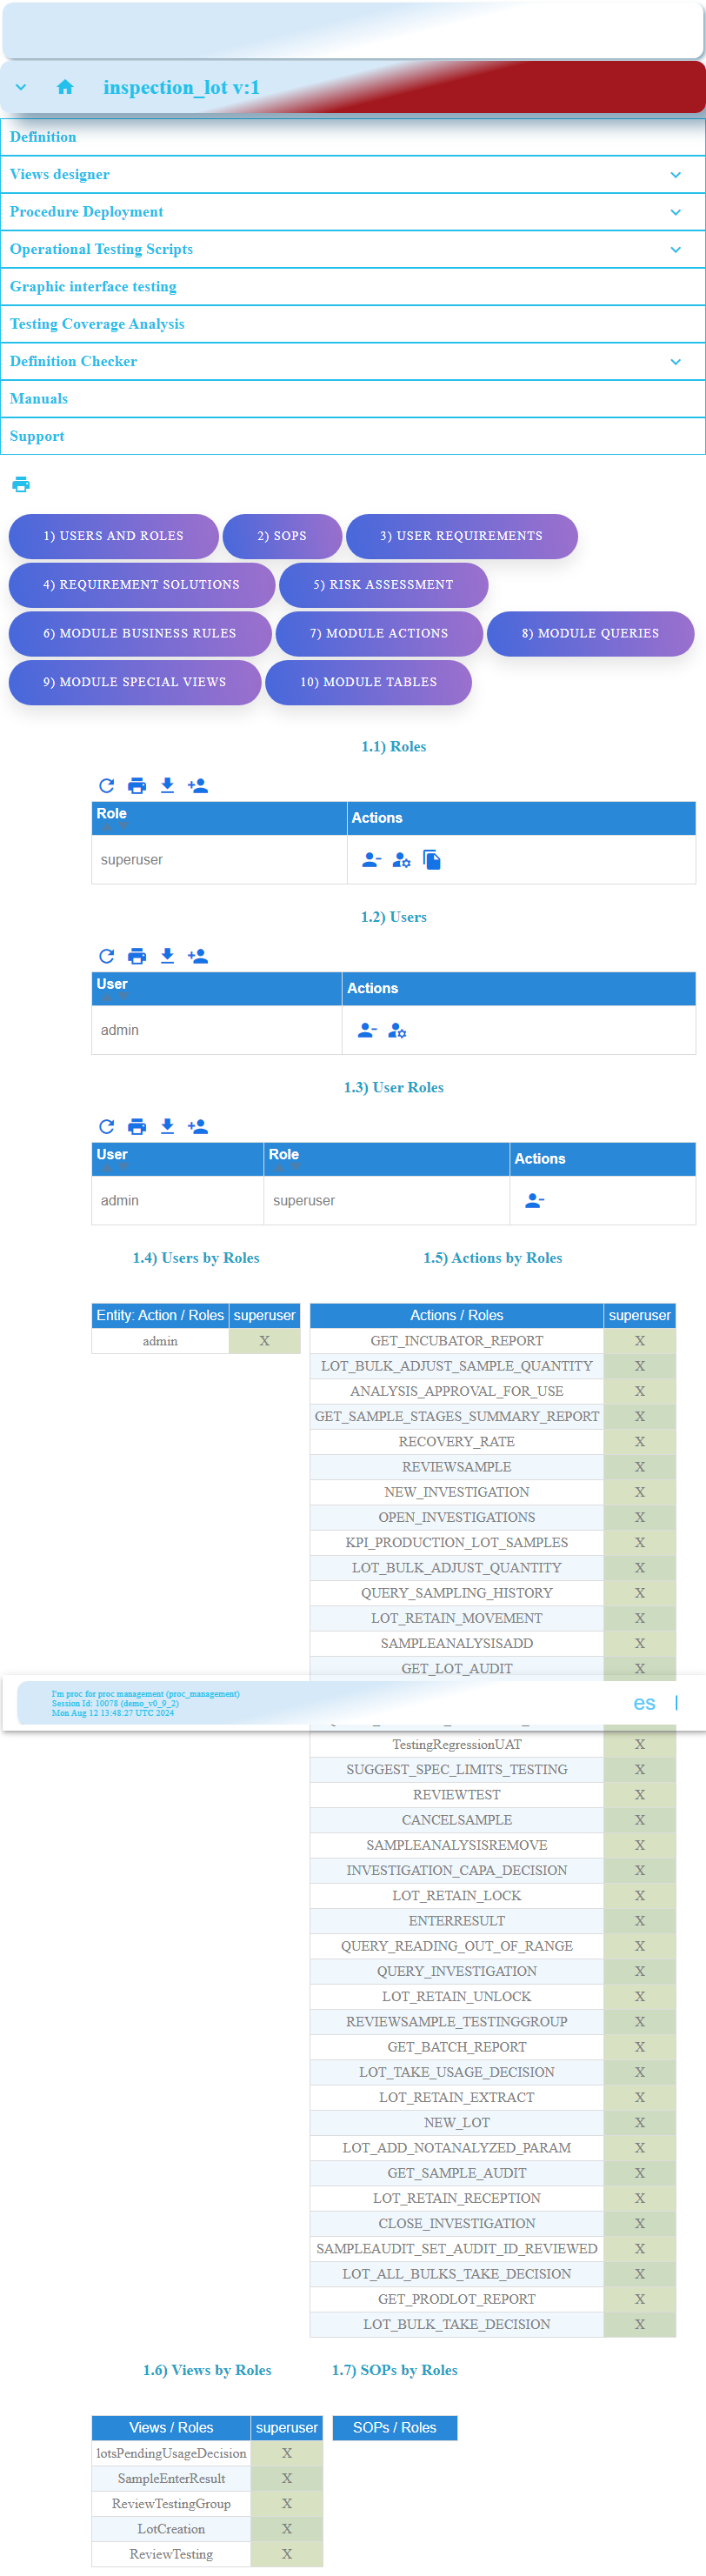 inspection_lot v:1
Definition
Views designer
Procedure Deployment
Operational Testing Scripts
Graphic interface testing
Testing Coverage Analysis
Definition Checker
Manuals
Support
1) USERS AND ROLES 2) SOPS 3) USER REQUIREMENTS
4) REQUIREMENT SOLUTIONS 5) RISK ASSESSMENT
6) MODULE BUSINESS RULES 7) MODULE ACTIONS 8) MODULE QUERIES
9) MODULE SPECIAL VIEWS 10) MODULE TABLES
1.1) Roles
Role Actions
superuser
1.2) Users
User Actions
admin
1.3) User Roles
User Role Actions
admin superuser
1.4) Users by Roles 1.5) Actions by Roles
Entity: Action / Roles superuser Actions / Roles superuser
admin X GET_INCUBATOR_REPORT X
LOT_BULK_ADJUST_SAMPLE_QUANTITY X
ANALYSIS_APPROVAL_FOR_USE X
GET_SAMPLE_STAGES_SUMMARY_REPORT X
RECOVERY_RATE X
REVIEWSAMPLE X
NEW_INVESTIGATION X
OPEN_INVESTIGATIONS X
KPI_PRODUCTION_LOT_SAMPLES X
LOT_BULK_ADJUST_QUANTITY X
QUERY_SAMPLING_HISTORY X
LOT_RETAIN_MOVEMENT X
SAMPLEANALYSISADD X
GET_LOT_AUDIT X
I'm proc for proc management (proc_management)
Session Id: 10078 (demo_v0_9_2)
Mon Aug 12 13:48:27 UTC 2024
es
TestingRegressionUAT X
SUGGEST_SPEC_LIMITS_TESTING X
REVIEWTEST X
CANCELSAMPLE X
SAMPLEANALYSISREMOVE X
INVESTIGATION_CAPA_DECISION X
LOT_RETAIN_LOCK X
ENTERRESULT X
QUERY_READING_OUT_OF_RANGE X
QUERY_INVESTIGATION X
LOT_RETAIN_UNLOCK X
REVIEWSAMPLE_TESTINGGROUP X
GET_BATCH_REPORT X
LOT_TAKE_USAGE_DECISION X
LOT_RETAIN_EXTRACT X
NEW_LOT X
LOT_ADD_NOTANALYZED_PARAM X
GET_SAMPLE_AUDIT X
LOT_RETAIN_RECEPTION X
CLOSE_INVESTIGATION X
SAMPLEAUDIT_SET_AUDIT_ID_REVIEWED X
LOT_ALL_BULKS_TAKE_DECISION X
GET_PRODLOT_REPORT X
LOT_BULK_TAKE_DECISION X
1.6) Views by Roles 1.7) SOPs by Roles
Views / Roles superuser SOPs / Roles
lotsPendingUsageDecision X
SampleEnterResult X
ReviewTestingGroup X
LotCreation X
ReviewTesting X